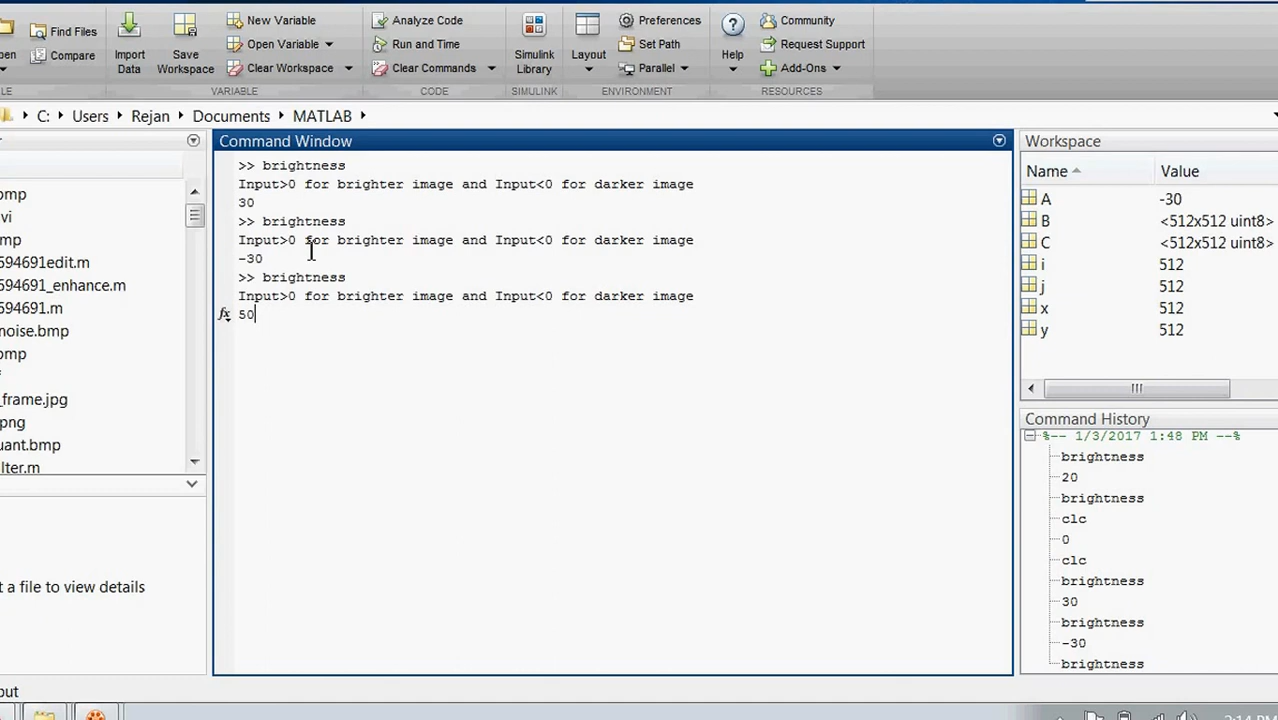 New Variable
Analyze Code
Preferences
Community
Find Files
Open Variable
Run and Time
Set Path
Request Support
Compare
Import Data
Save Workspace
Clear Workspace
Clear Commands
Simulink Library
Layout
Parallel
Help
Add-Ons
VARIABLE
CODE
SIMULINK
ENVIRONMENT
RESOURCES
C: Users Rejan Documents MATLAB
594691edit.m
594691_enhance.m
594691.m
noise.bmp
_frame.jpg
quant.bmp
t a file to view details
Command Window
>> brightness
Input>0 for brighter image and Input<0 for darker image
30
>> brightness
Input>0 for brighter image and Input<0 for darker image
-30
>> brightness
Input>0 for brighter image and Input<0 for darker image
fx 50
Workspace
Name Value
A -30
B <512x512 uint8>
C <512x512 uint8>
i 512
j 512
x 512
y 512
Command History
%-- 1/3/2017 1:48 PM --%
brightness
20
brightness
clc
0
clc
brightness
30
brightness
-30
brightness